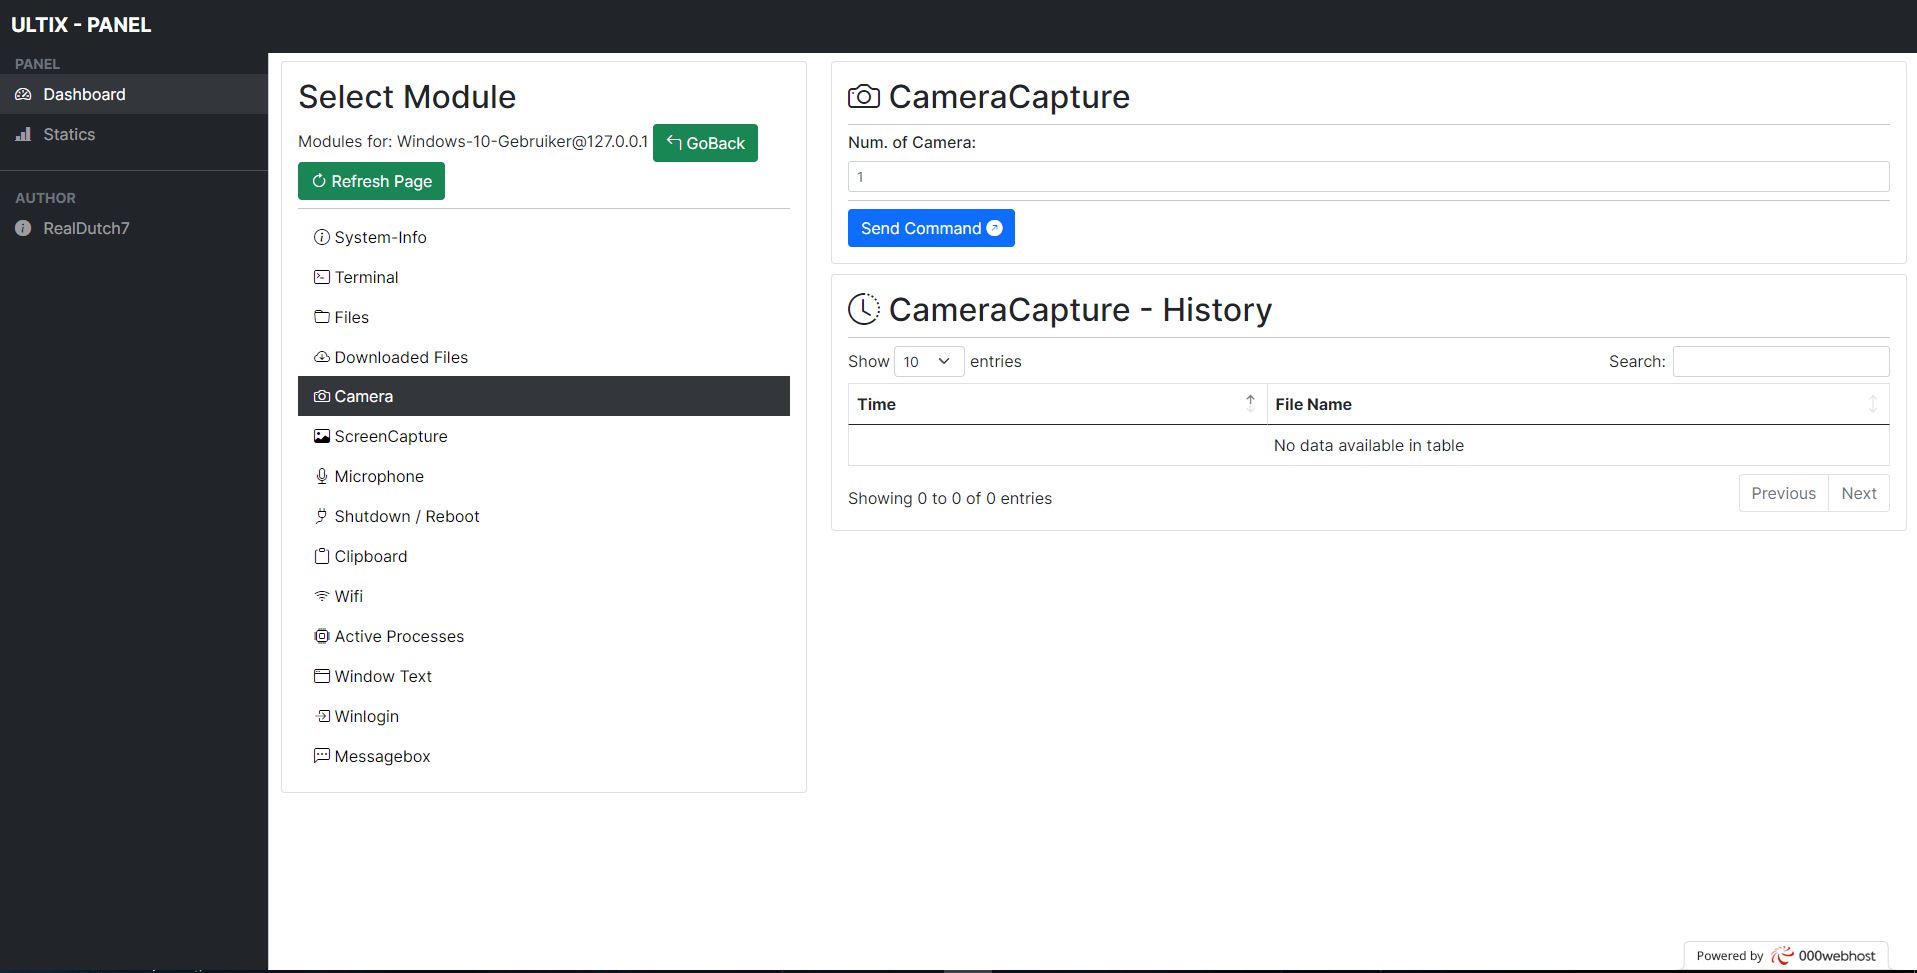 ULTIX - PANEL
PANEL
Dashboard
Statics
AUTHOR
RealDutch7
Select Module
Modules for: Windows-10-Gebruiker@127.0.0.1 GoBack
Refresh Page
System-Info
Terminal
Files
Downloaded Files
Camera
ScreenCapture
Microphone
Shutdown / Reboot
Clipboard
Wifi
Active Processes
Window Text
Winlogin
Messagebox
CameraCapture
Num. of Camera:
1
Send Command
CameraCapture - History
Show 10 entries Search:
Time File Name
No data available in table
Showing 0 to 0 of 0 entries
Previous Next
Powered by 000webhost